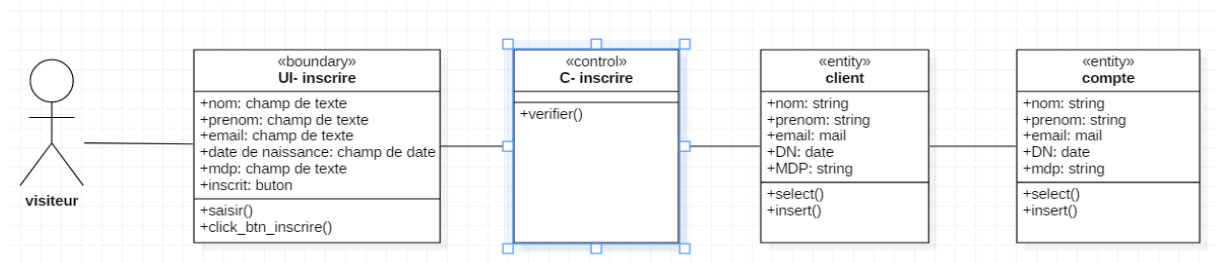 visiteur
«boundary»
UI- inscrire
+nom: champ de texte
+prenom: champ de texte
+email: champ de texte
+date de naissance: champ de date
+mdp: champ de texte
+inscrit: buton
+saisir()
+click_btn_inscrire()
«control»
C- inscrire
+verifier()
«entity»
client
+nom: string
+prenom: string
+email: mail
+DN: date
+MDP: string
+select()
+insert()
«entity»
compte
+nom: string
+prenom: string
+email: mail
+DN: date
+mdp: string
+select()
+insert()